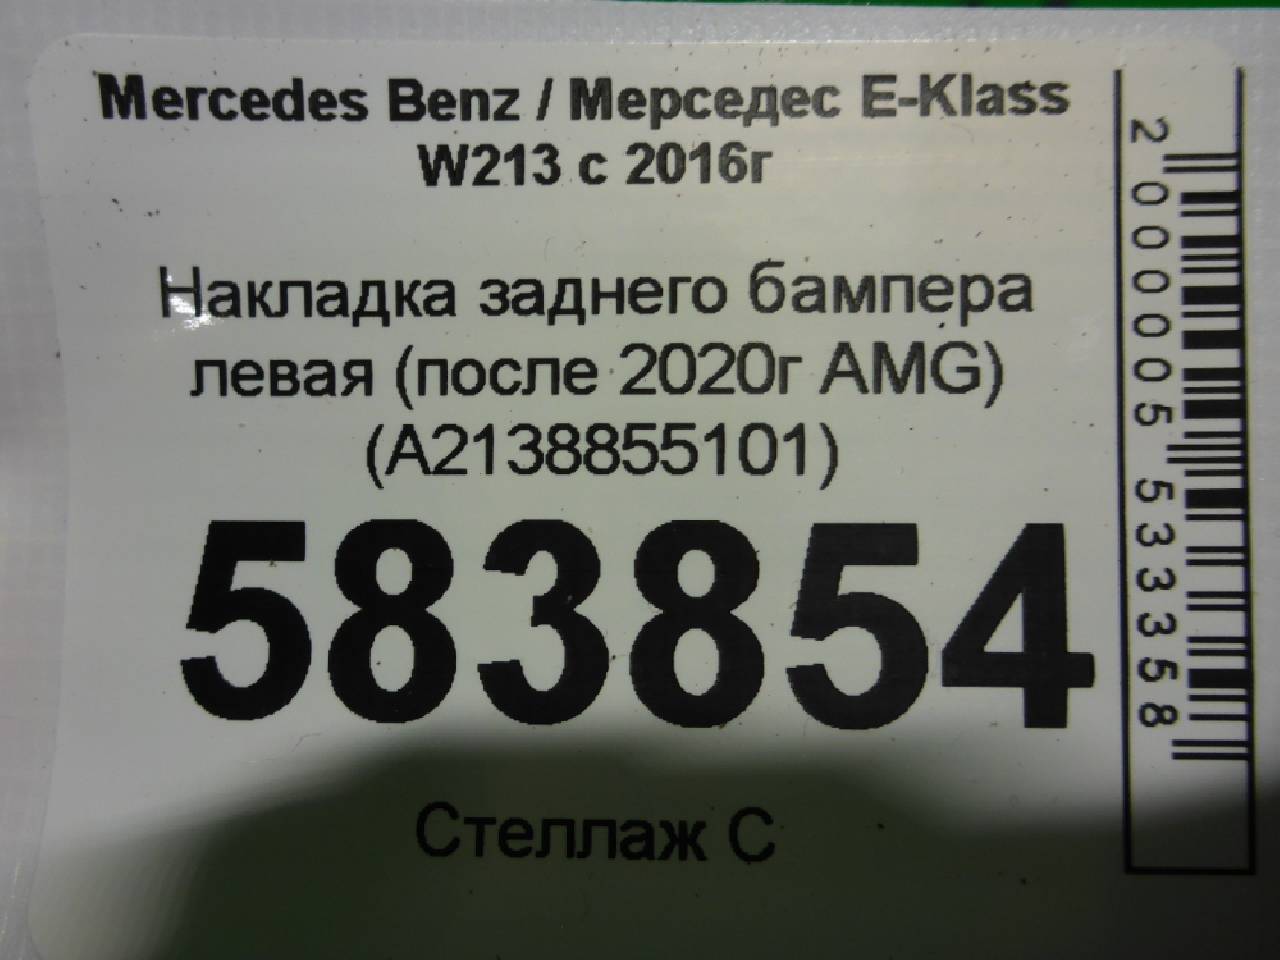 Mercedes Benz / Мерседес E-Klass
W213 с 2016г
Накладка заднего бампера
левая (после 2020г AMG)
(A2138855101)
583854
Стеллаж С
2000005533358